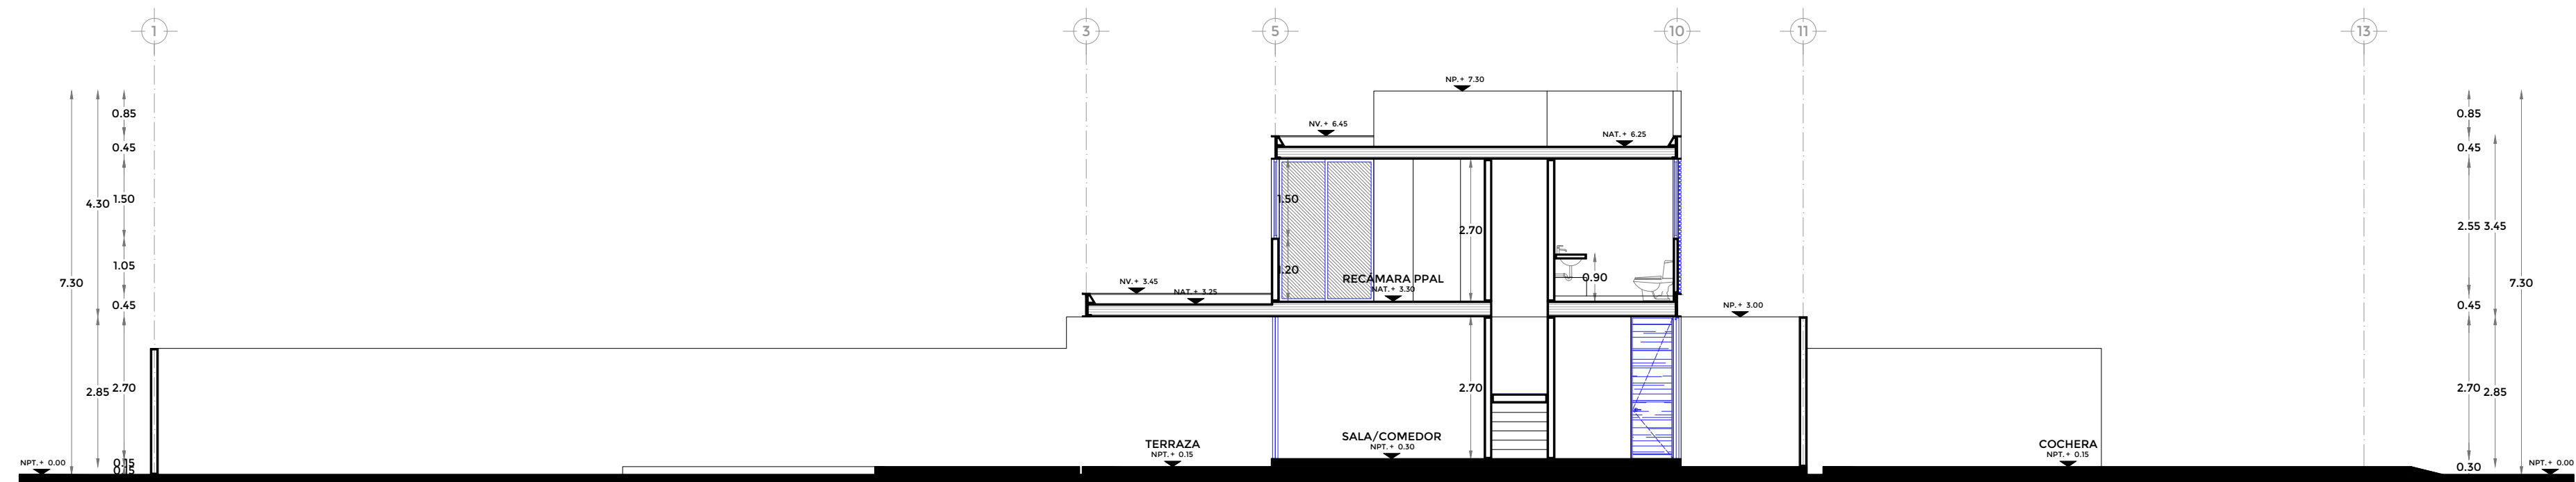 1
3
5
10
11
13
NP.+ 7.30
NV.+ 6.45
NAT.+ 6.25
0.85
0.45
1.50
4.30
1.05
7.30
0.45
2.85
2.70
0.15
0.15
NPT.+ 0.00
NV.+ 3.45
NAT.+ 3.25
1.50
1.20
2.70
RECÁMARA PPAL
NAT.+ 3.30
0.90
NP.+ 3.00
2.70
TERRAZA
NPT.+ 0.15
SALA/COMEDOR
NPT.+ 0.30
COCHERA
NPT.+ 0.15
0.85
0.45
2.55
3.45
7.30
0.45
2.70
2.85
0.30
NPT.+ 0.00